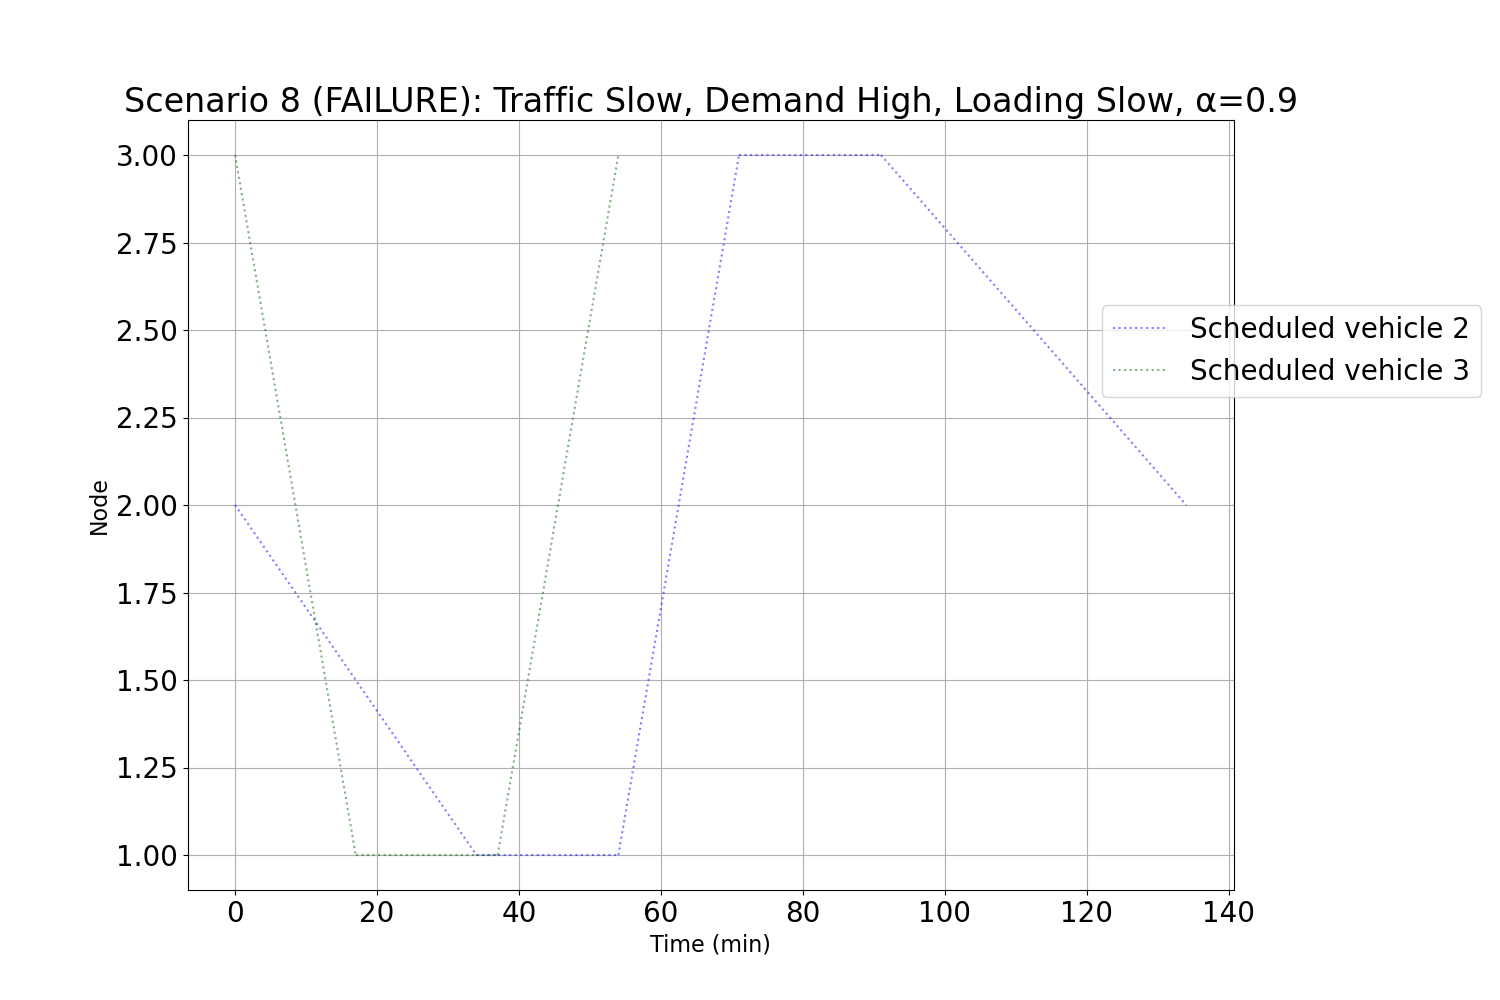 Scenario 8 (FAILURE): Traffic Slow, Demand High, Loading Slow, α=0.9
3.00
2.75
2.50
2.25
2.00
1.75
1.50
1.25
1.00
Node
Scheduled vehicle 2
Scheduled vehicle 3
0 20 40 60 80 100 120 140
Time (min)